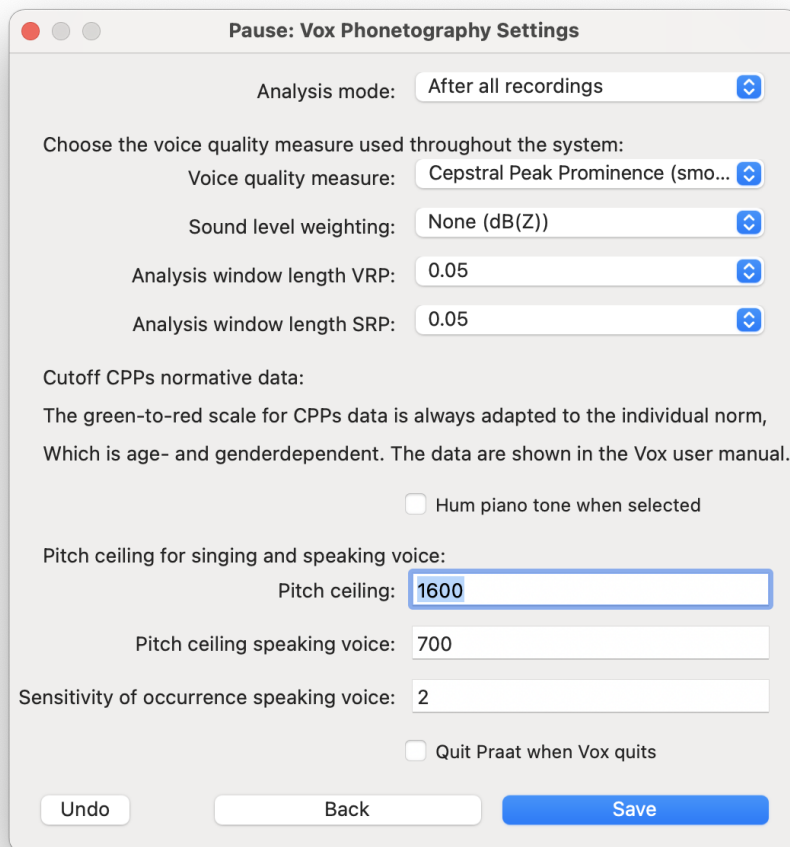 Pause: Vox Phonetography Settings
Analysis mode: After all recordings
Choose the voice quality measure used throughout the system:
Voice quality measure: Cepstral Peak Prominence (smo...
Sound level weighting: None (dB(Z))
Analysis window length VRP: 0.05
Analysis window length SRP: 0.05
Cutoff CPPs normative data:
The green-to-red scale for CPPs data is always adapted to the individual norm,
Which is age- and genderdependent. The data are shown in the Vox user manual.
Hum piano tone when selected
Pitch ceiling for singing and speaking voice:
Pitch ceiling: 1600
Pitch ceiling speaking voice: 700
Sensitivity of occurrence speaking voice: 2
Quit Praat when Vox quits
Undo Back Save